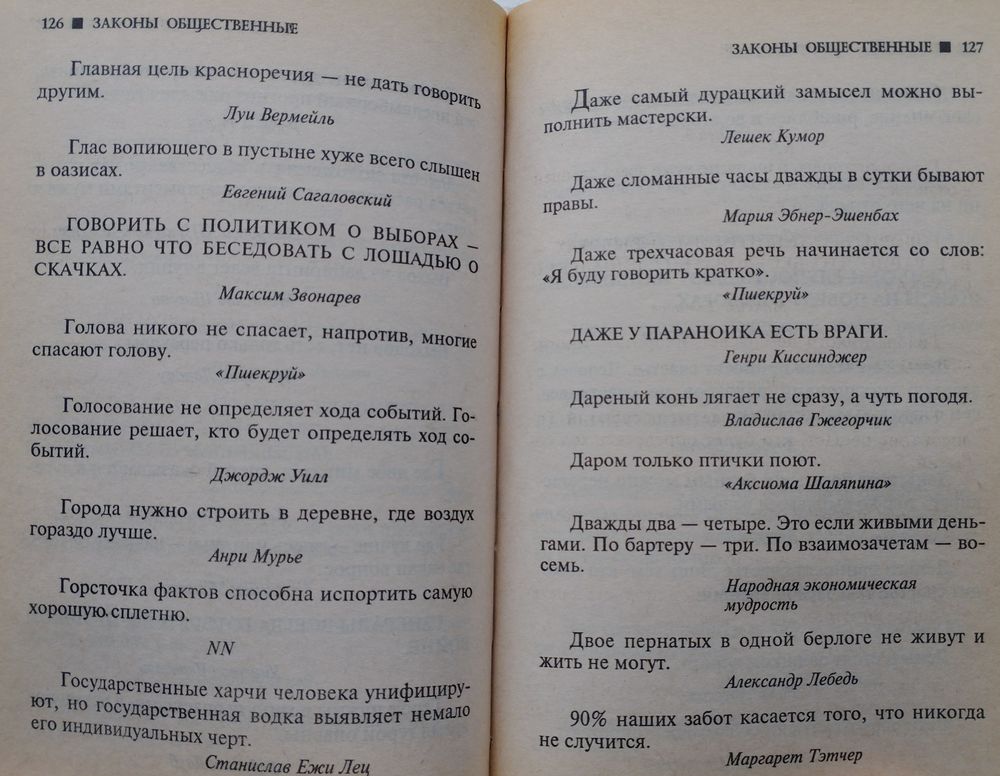 126 ■ ЗАКОНЫ ОБЩЕСТВЕННЫЕ
Главная цель красноречия — не дать говорить
другим.
Луи Вермейль
Глас вопиющего в пустыне хуже всего слышен
в оазисах.
Евгений Сагаловский
ГОВОРИТЬ С ПОЛИТИКОМ О ВЫБОРАХ –
ВСЕ РАВНО ЧТО БЕСЕДОВАТЬ С ЛОШАДЬЮ О
СКАЧКАХ.
Максим Звонарев
Голова никого не спасает, напротив, многие
спасают голову.
«Пшекруй»
Голосование не определяет хода событий. Го-
лосование решает, кто будет определять ход со-
бытий.
Джордж Уилл
Города нужно строить в деревне, где воздух
гораздо лучше.
Анри Мурье
Горсточка фактов способна испортить самую
хорошую сплетню.
NN
Государственные харчи человека унифициру-
ют, но государственная водка выявляет немало
его индивидуальных черт.
Станислав Ежи Лец
ЗАКОНЫ ОБЩЕСТВЕННЫЕ ■ 127
Даже самый дурацкий замысел можно вы-
полнить мастерски.
Лешек Кумор
Даже сломанные часы дважды в сутки бывают
правы.
Мария Эбнер-Эшенбах
Даже трехчасовая речь начинается со слов:
«Я буду говорить кратко».
«Пшекруй»
ДАЖЕ У ПАРАНОИКА ЕСТЬ ВРАГИ.
Генри Киссинджер
Дареный конь лягает не сразу, а чуть погодя.
Владислав Гжегорчик
Даром только птички поют.
«Аксиома Шаляпина»
Дважды два — четыре. Это если живыми день-
гами. По бартеру — три. По взаимозачетам — во-
семь.
Народная экономическая
мудрость
Двое пернатых в одной берлоге не живут и
жить не могут.
Александр Лебедь
90% наших забот касается того, что никогда
не случится.
Маргарет Тэтчер